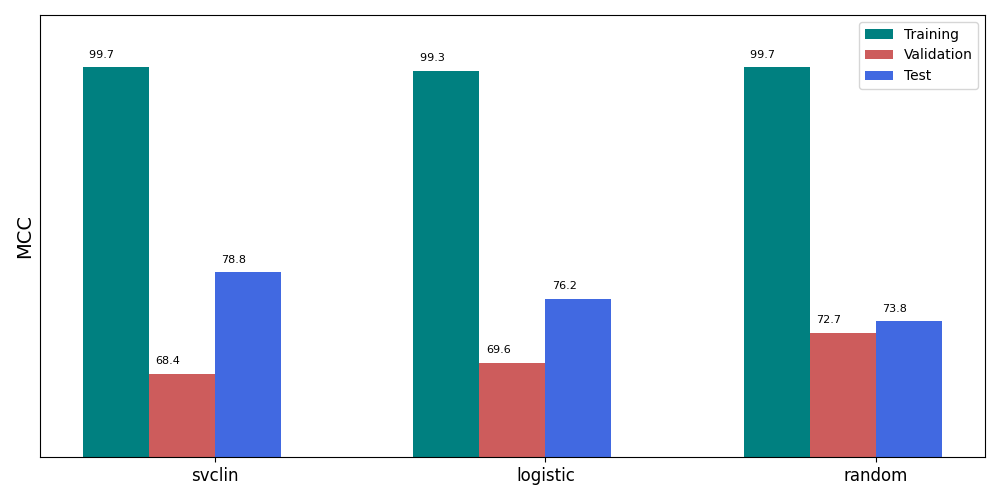 Training
Validation
Test
99.7
99.3
99.7
78.8
76.2
68.4
69.6
72.7
73.8
MCC
svclin
logistic
random